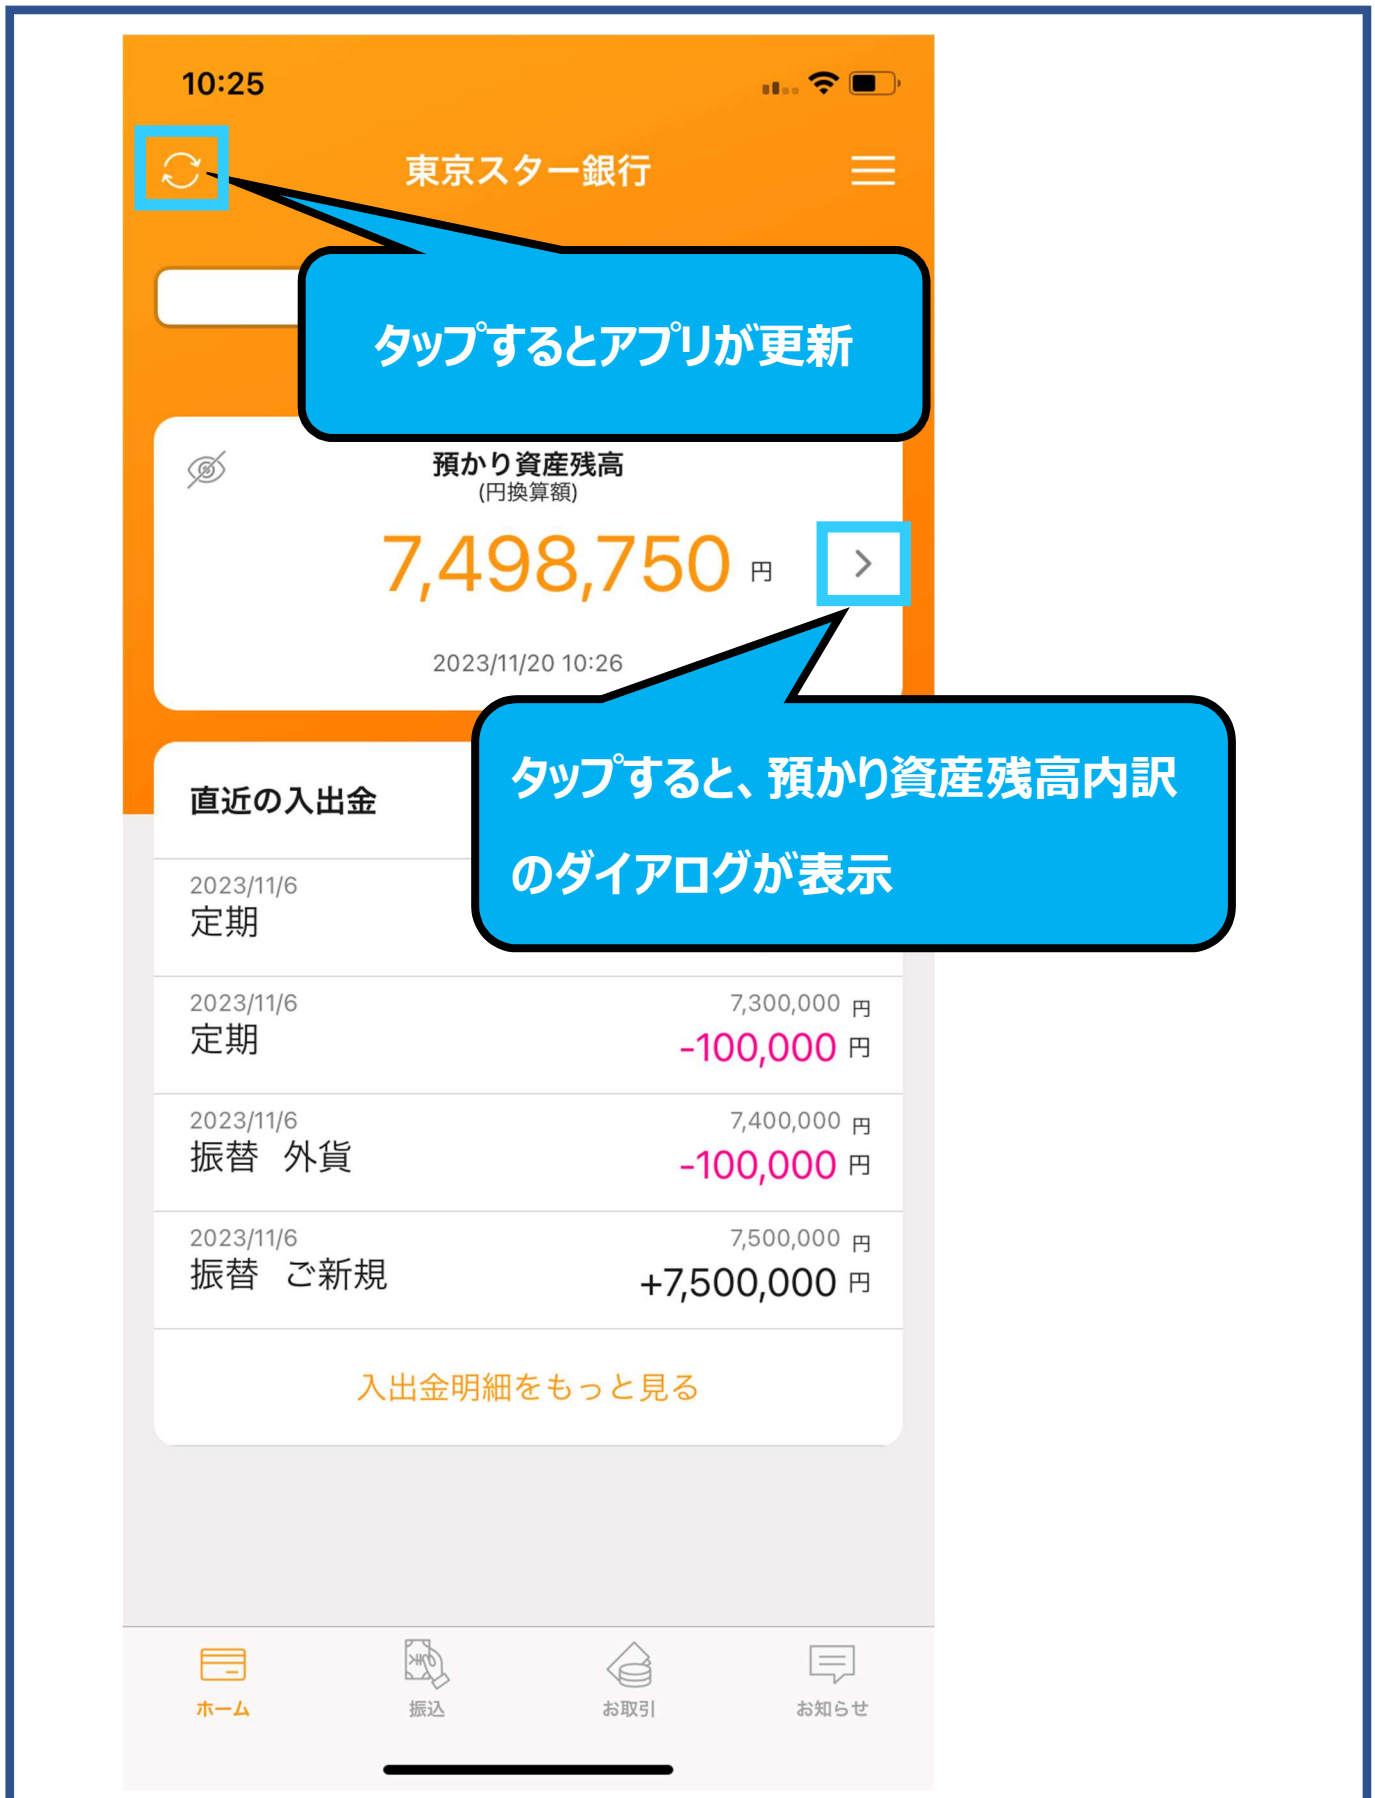 10:25
東京スター銀行
タップするとアプリが更新
預かり資産残高
(円換算額)
7,498,750 円
2023/11/20 10:26
タップすると、預かり資産残高内訳
のダイアログが表示
直近の入出金
2023/11/6
定期
2023/11/6
7,300,000 円
定期
-100,000 円
2023/11/6
7,400,000 円
振替 外貨
-100,000 円
2023/11/6
7,500,000 円
振替 ご新規
+7,500,000 円
入出金明細をもっと見る
ホーム
振込
お取引
お知らせ